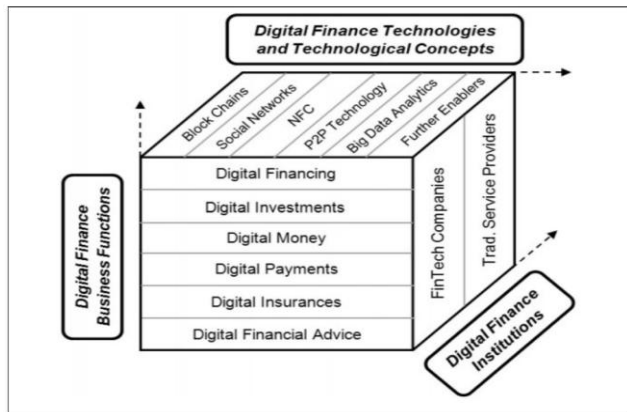 Digital Finance Technologies
and Technological Concepts
Block Chains
Social Networks
NFC
P2P Technology
Big Data Analytics
Further Enablers
Digital Finance
Business Functions
Digital Financing
Digital Investments
Digital Money
Digital Payments
Digital Insurances
Digital Financial Advice
FinTech Companies
Trad. Service Providers
Digital Finance
Institutions